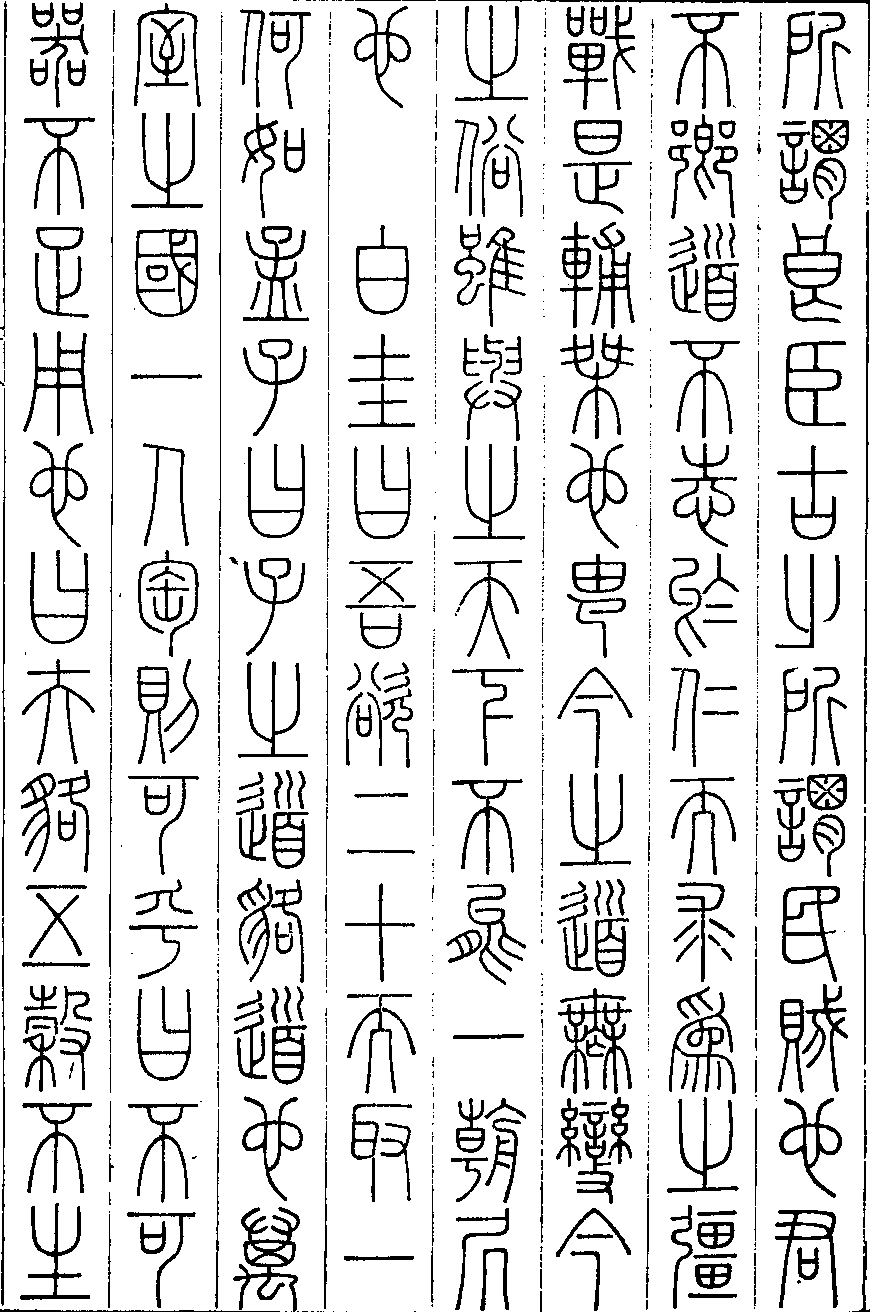 所謂良臣古之所謂民賊也君
不鄉道不志於仁而求爲之彊
戰是輔桀也由今之道無變今
之俗雖與之天下不能一朝凥
也　白圭曰吾欲二十而取一
何如孟子曰子之道貉道也萬
室之國一人匋則可乎曰不可
器不足用也曰夫貉五穀不生